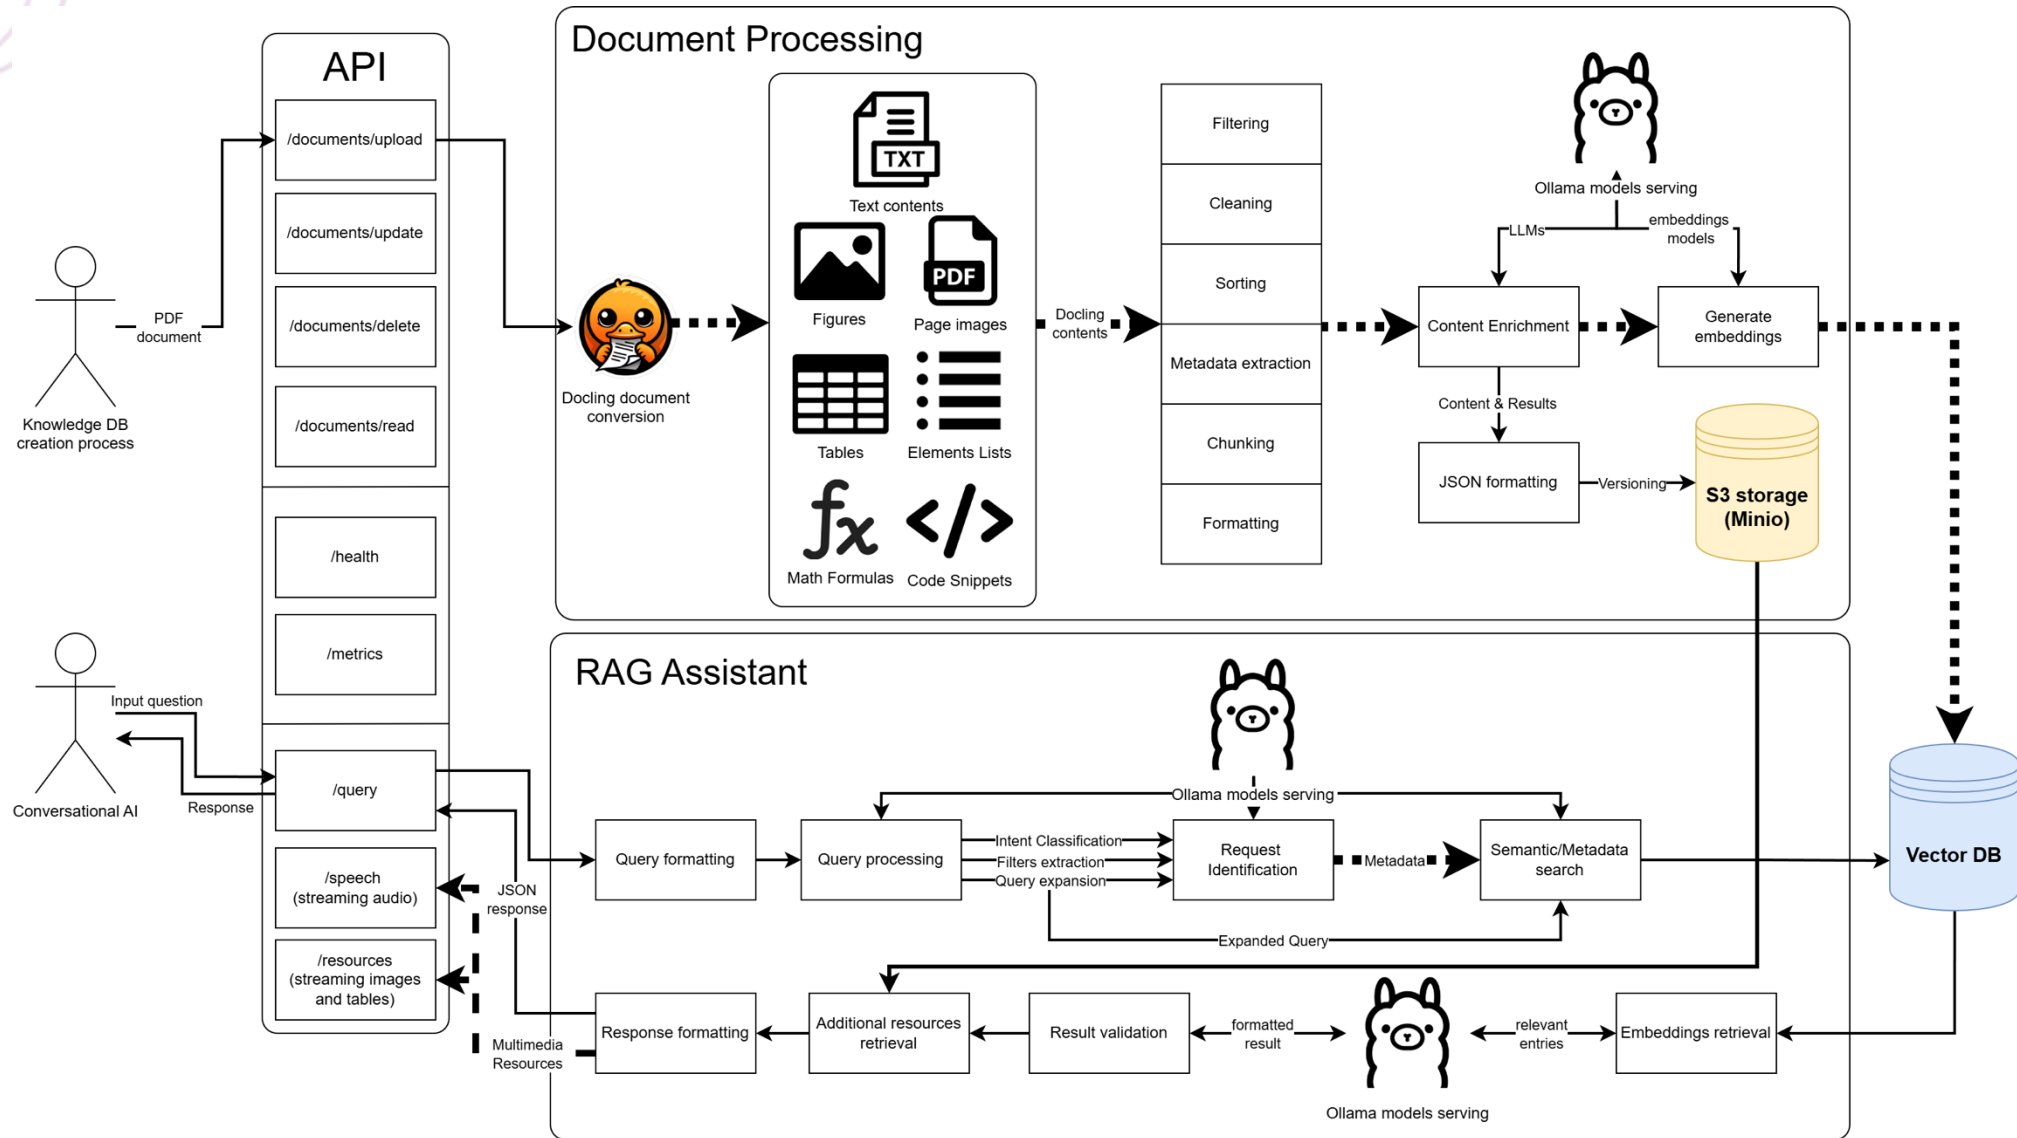 API
/documents/upload
/documents/update
/documents/delete
/documents/read
/health
/metrics
/query
/speech
(streaming audio)
/resources
(streaming images
and tables)
PDF
document
Knowledge DB
creation process
Input question
Response
Conversational AI
Document Processing
Docling document
conversion
TXT
Text contents
Figures
PDF
Page images
Tables
Elements Lists
fx
Math Formulas
</>
Code Snippets
Docling
contents
Filtering
Cleaning
Sorting
Metadata extraction
Chunking
Formatting
Ollama models serving
LLMs
embeddings
models
Content Enrichment
Generate
embeddings
Content & Results
JSON formatting
Versioning
S3 storage
(Minio)
RAG Assistant
Ollama models serving
Query formatting
Query processing
Intent Classification
Filters extraction
Query expansion
Request
Identification
Metadata
Semantic/Metadata
search
Expanded Query
Vector DB
JSON
response
Multimedia
Resources
Response formatting
Additional resources
retrieval
Result validation
formatted
result
relevant
entries
Embeddings retrieval
Ollama models serving